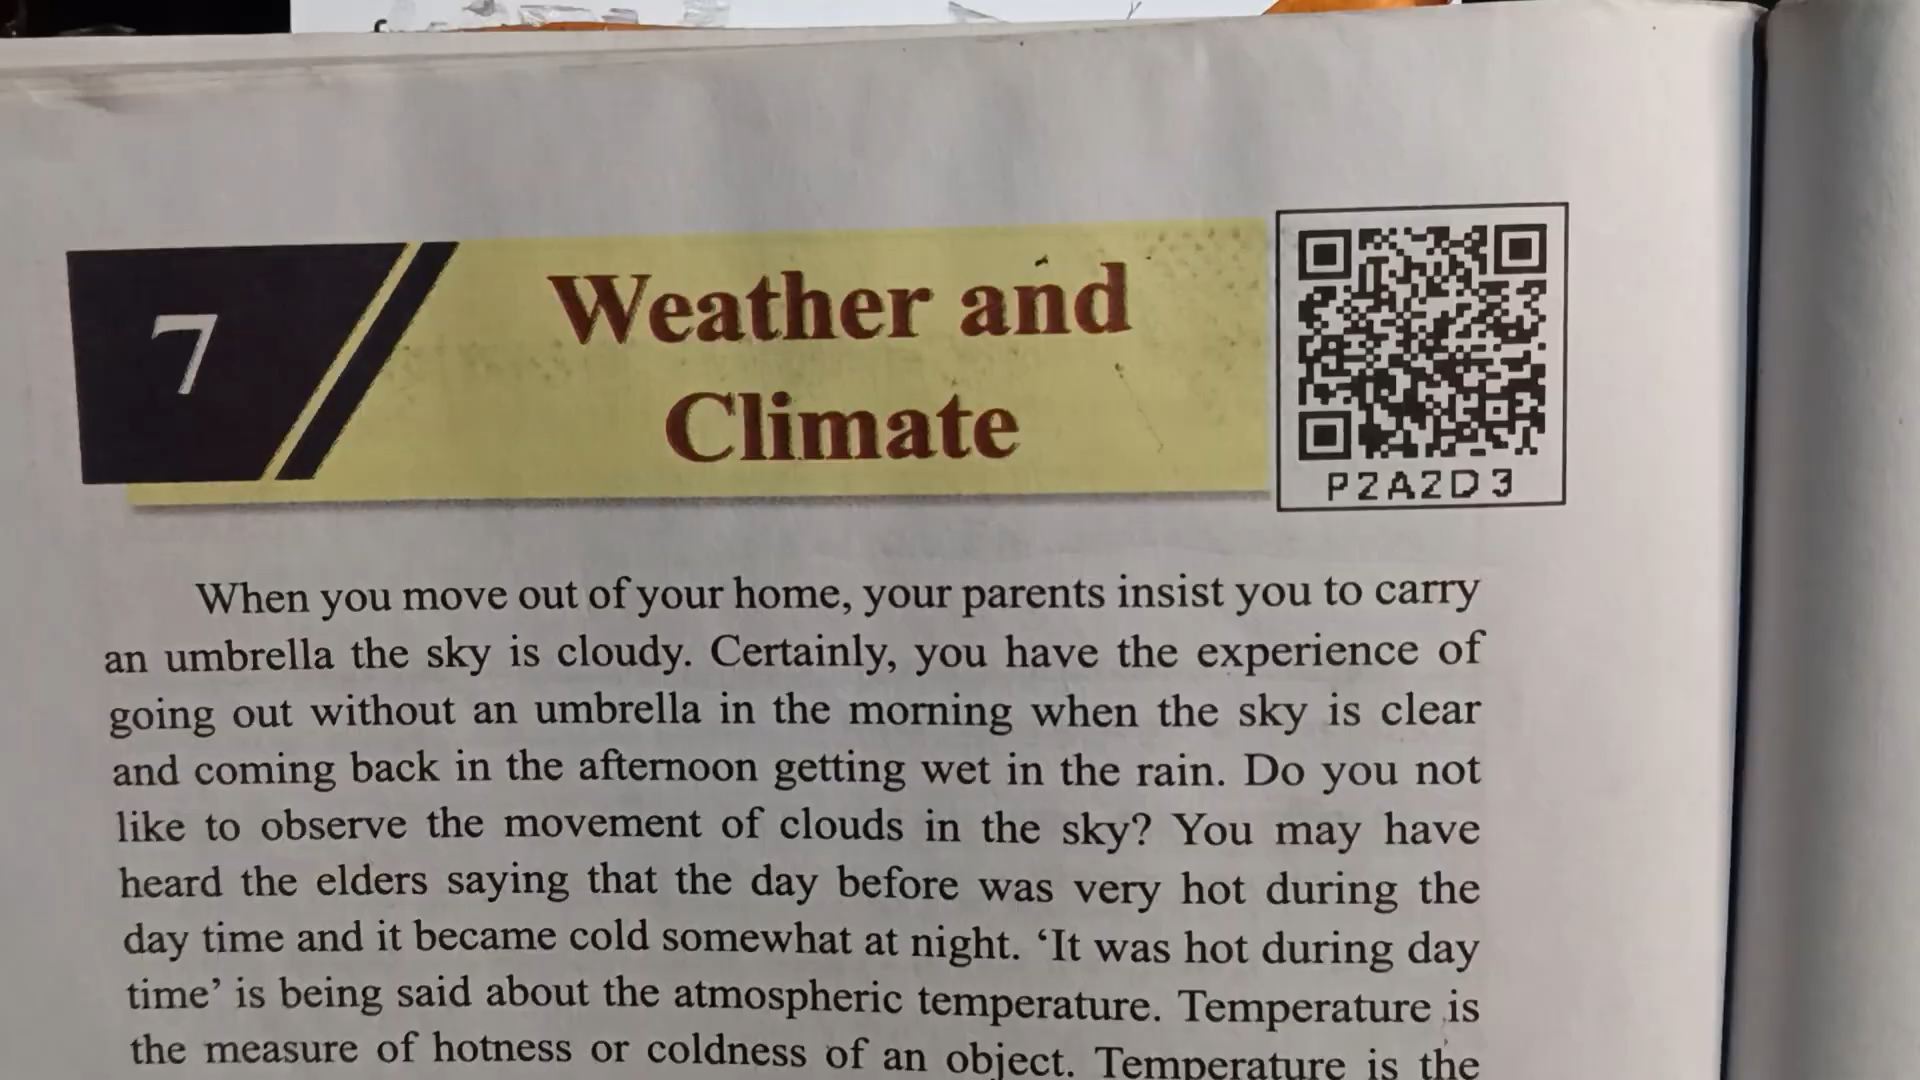 7
Weather and
Climate
P2A2D3
When you move out of your home, your parents insist you to carry
an umbrella the sky is cloudy. Certainly, you have the experience of
going out without an umbrella in the morning when the sky is clear
and coming back in the afternoon getting wet in the rain. Do you not
like to observe the movement of clouds in the sky? You may have
heard the elders saying that the day before was very hot during the
day time and it became cold somewhat at night. ‘It was hot during day
time’ is being said about the atmospheric temperature. Temperature is
the measure of hotness or coldness of an object. Temperature is the